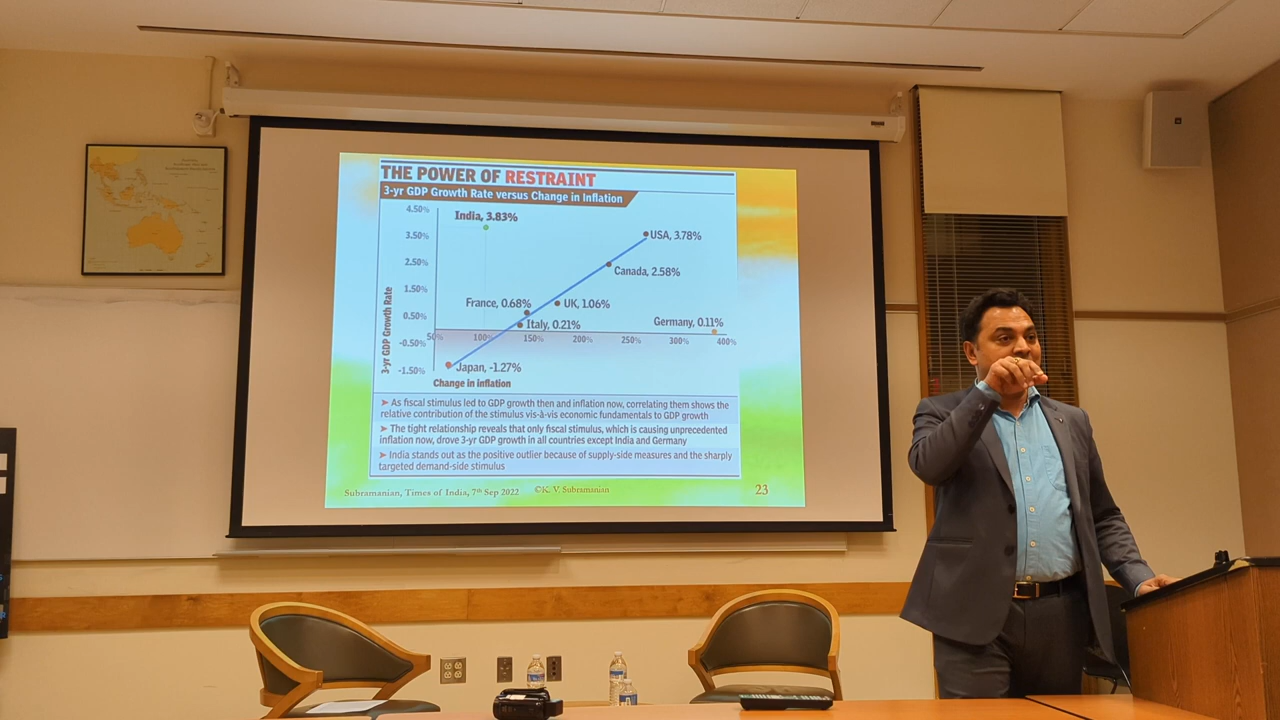 THE POWER OF RESTRAINT
3-yr GDP Growth Rate versus Change in Inflation
4.50%
3.50%
2.50%
1.50%
0.50%
-0.50%
-1.50%
3-yr GDP Growth Rate
India, 3.83%
USA, 3.78%
Canada, 2.58%
France, 0.68%
UK, 1.06%
Italy, 0.21%
Germany, 0.11%
Japan, -1.27%
50%
100%
150%
200%
250%
300%
350%
400%
Change in inflation
➤ As fiscal stimulus led to GDP growth then and inflation now, correlating them shows the
relative contribution of the stimulus vis-à-vis economic fundamentals to GDP growth
➤ The tight relationship reveals that only fiscal stimulus, which is causing unprecedented
inflation now, drove 3-yr GDP growth in all countries except India and Germany
➤ India stands out as the positive outlier because of supply-side measures and the sharply
targeted demand-side stimulus
Subramanian, Times of India, 7th Sep 2022 ©K. V. Subramanian
23